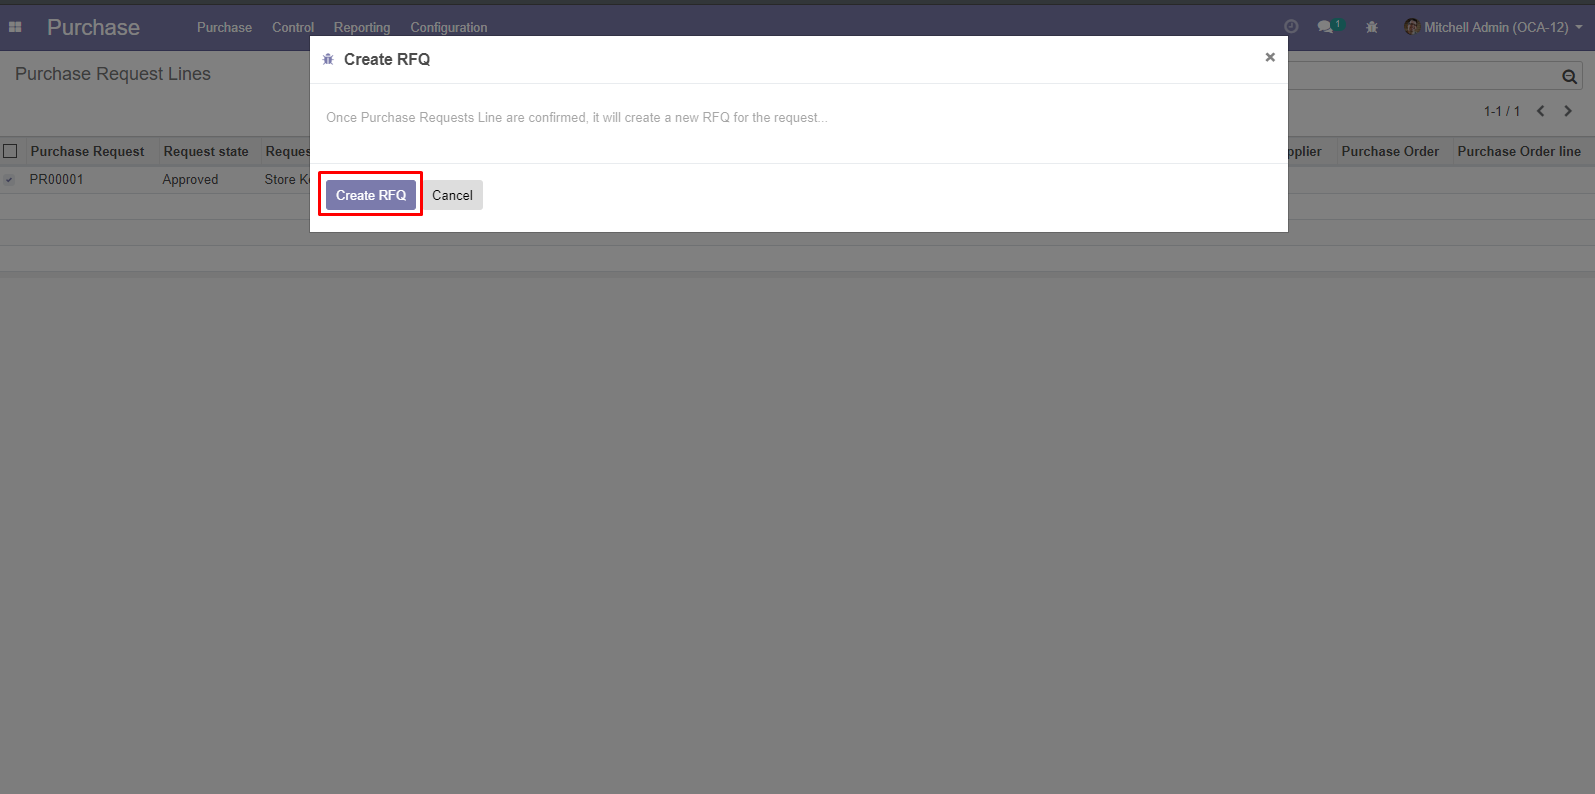 Purchase Purchase Control Reporting Configuration 1 Mitchell Admin (OCA-12)
Create RFQ ×
Purchase Request Lines
Once Purchase Requests Line are confirmed, it will create a new RFQ for the request...
1-1 / 1
Purchase Request Request state Reques pplier Purchase Order Purchase Order line
PR00001 Approved Store K
Create RFQ Cancel